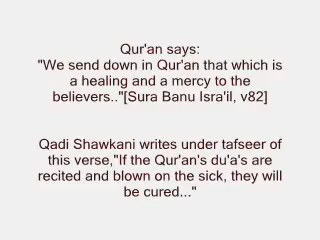 Qur'an says:
"We send down in Qur'an that which is
a healing and a mercy to the
believers.."[Sura Banu Isra'il, v82]
Qadi Shawkani writes under tafseer of
this verse,"If the Qur'an's du'a's are
recited and blown on the sick, they will
be cured..."